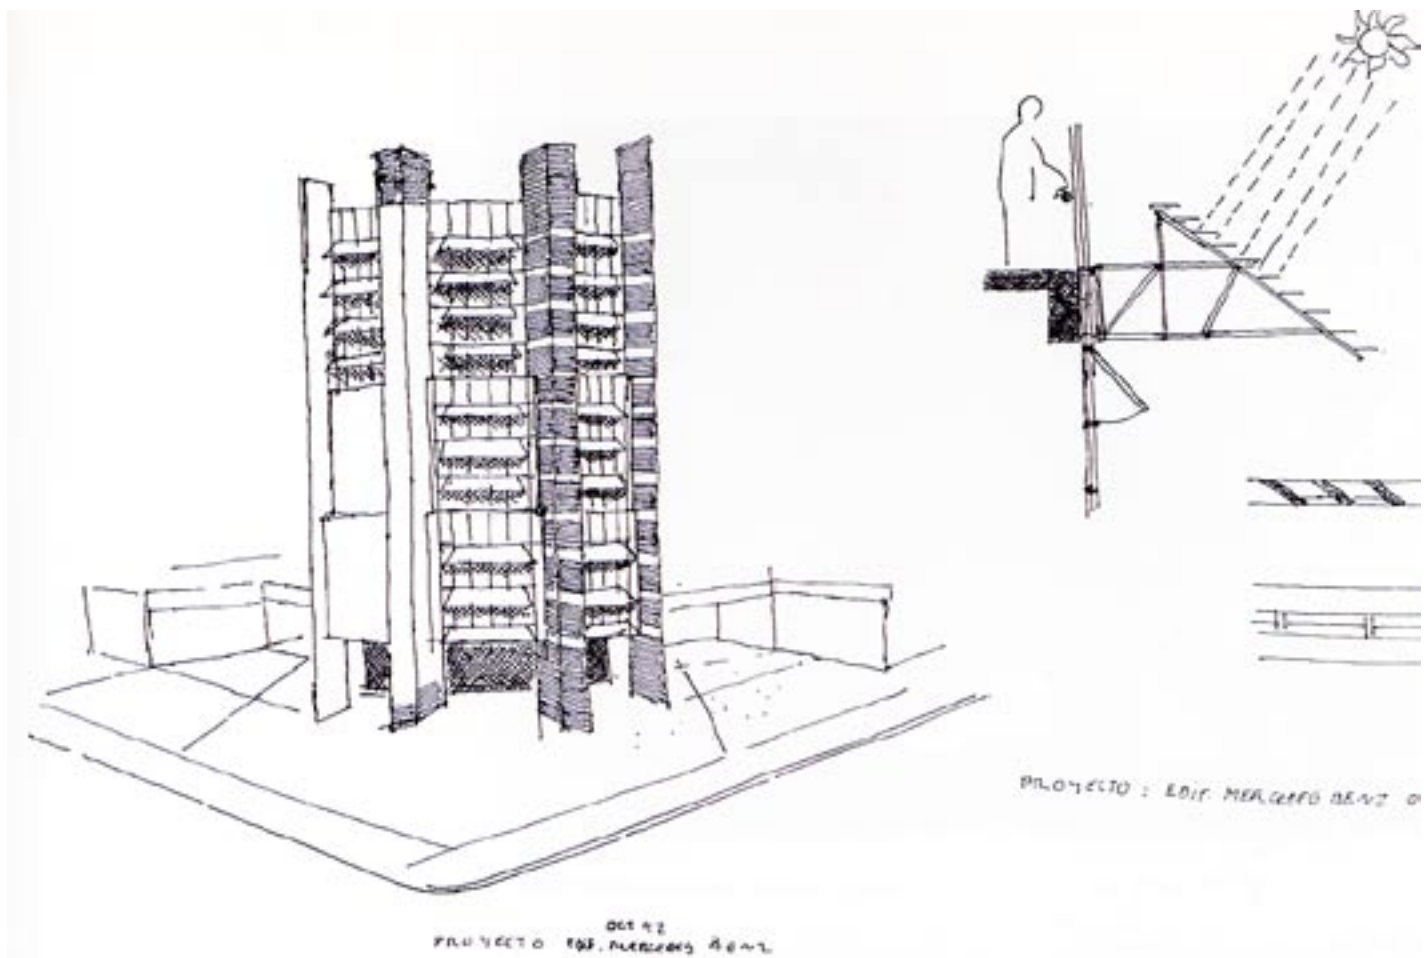 PROYECTO : EDIF. MERCEDES BENZ
OCT 92
PROYECTO EDIF. MERCEDES BENZ